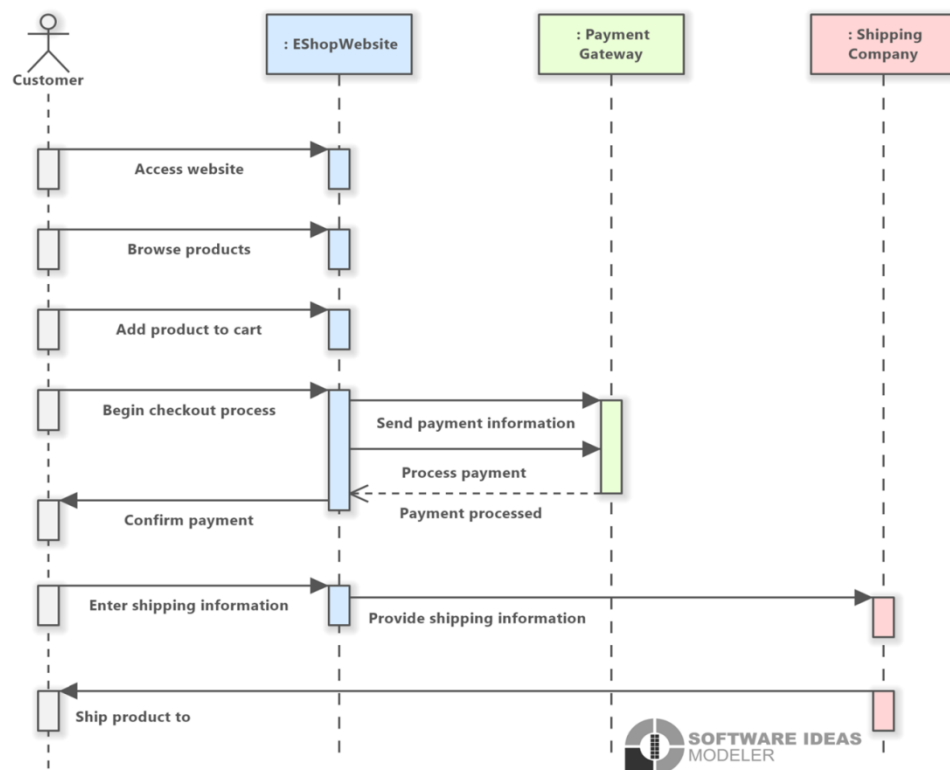 Customer
: EShopWebsite
: Payment
Gateway
: Shipping
Company
Access website
Browse products
Add product to cart
Begin checkout process
Send payment information
Process payment
Payment processed
Confirm payment
Enter shipping information
Provide shipping information
Ship product to
SOFTWARE IDEAS
MODELER